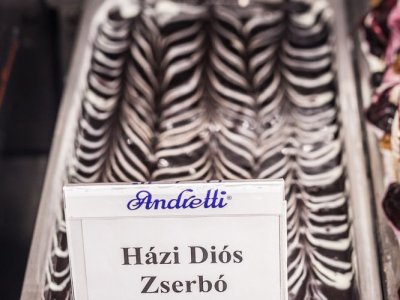 Andretti®
Házi Diós
Zserbó